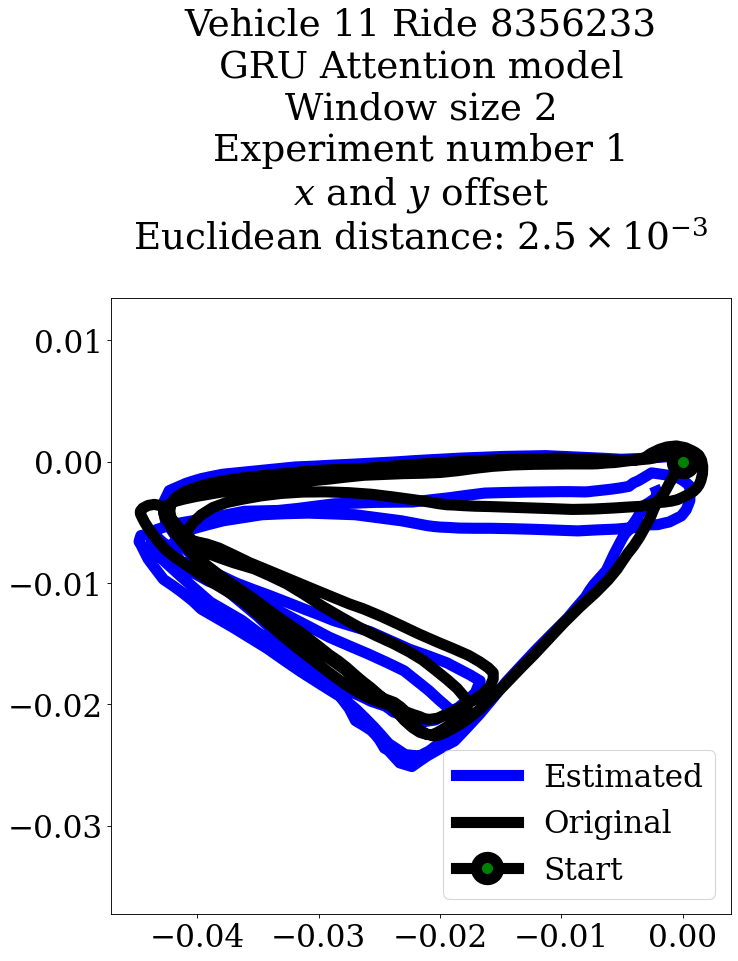 Vehicle 11 Ride 8356233
GRU Attention model
Window size 2
Experiment number 1
x and y offset
Euclidean distance: 2.5 × 10⁻³
0.01
0.00
−0.01
−0.02
−0.03
Estimated
Original
Start
−0.04 −0.03 −0.02 −0.01 0.00